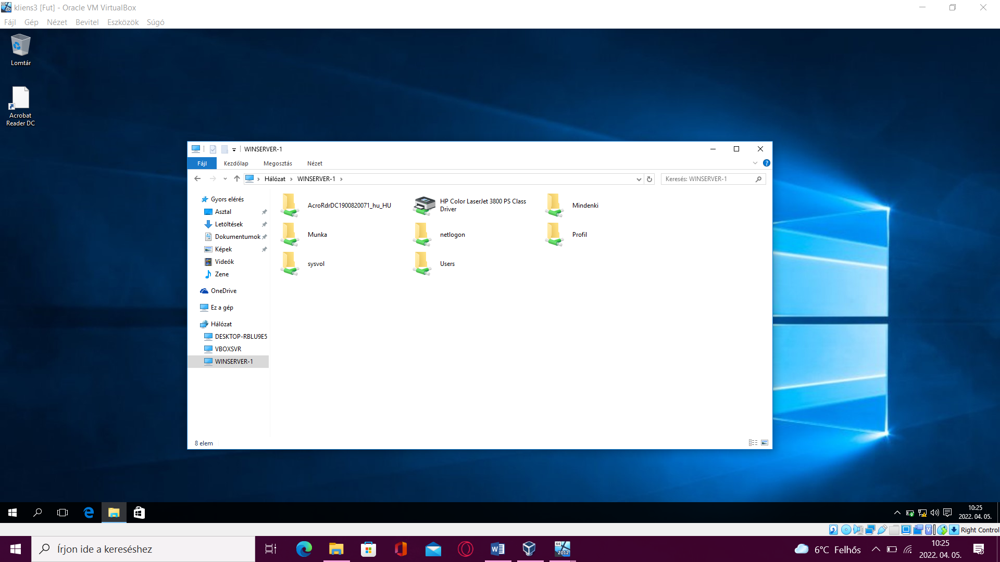 kliens3 [Fut] - Oracle VM VirtualBox
Fájl Gép Nézet Bevitel Eszközök Súgó
Lomtár
Acrobat
Reader DC
WINSERVER-1
Fájl Kezdőlap Megosztás Nézet
Hálózat WINSERVER-1
Keresés: WINSERVER-1
Gyors elérés
Asztal
Letöltések
Dokumentumok
Képek
Videók
Zene
OneDrive
Ez a gép
Hálózat
DESKTOP-RBLU9E5
VBOXSVR
WINSERVER-1
AcroRdrDC1900820071_hu_HU
HP Color LaserJet 3800 PS Class
Driver
Mindenki
Munka
netlogon
Profil
sysvol
Users
8 elem
10:25
2022. 04. 05.
Right Control
Írjon ide a kereséshez
64
2012
6°C Felhős
10:25
2022. 04. 05.